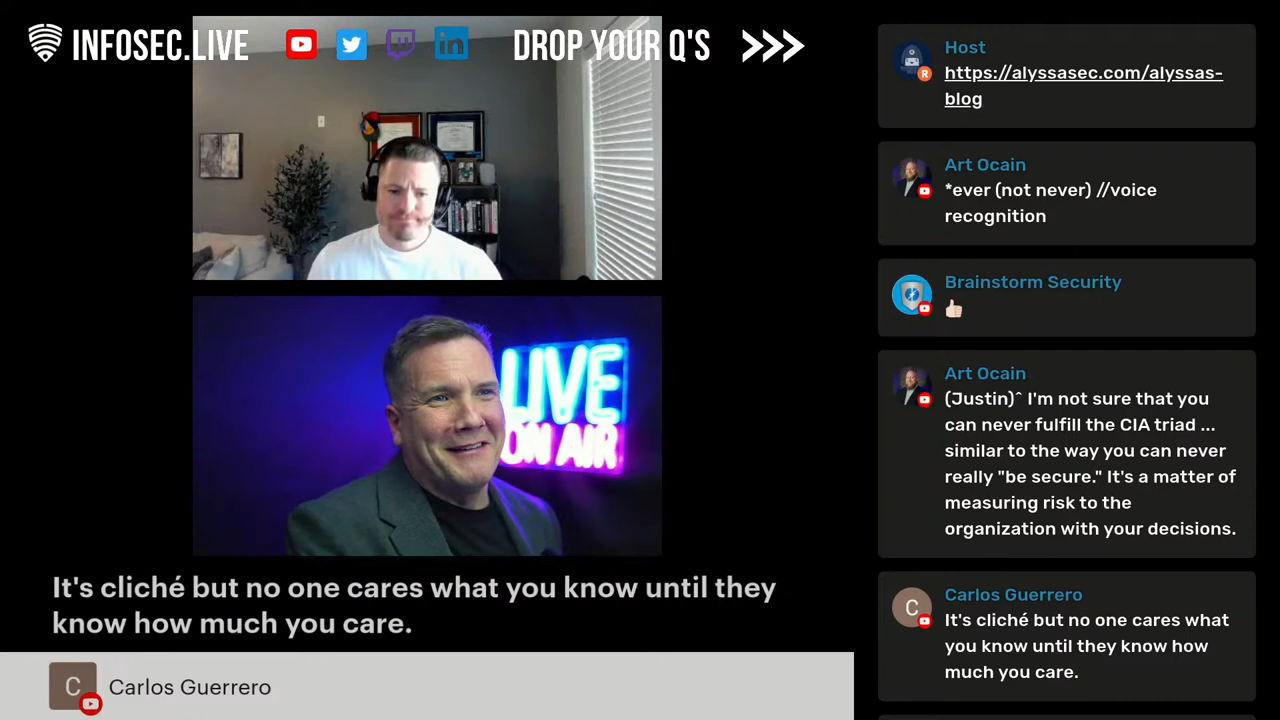 INFOSEC.LIVE
DROP YOUR Q'S
LIVE
ON AIR
It's cliché but no one cares what you know until they
know how much you care.
C
Carlos Guerrero
Host
R
https://alyssasec.com/alyssas-
blog
Art Ocain
*ever (not never) //voice
recognition
Brainstorm Security
Art Ocain
(Justin)^ I'm not sure that you
can never fulfill the CIA triad ...
similar to the way you can never
really "be secure." It's a matter of
measuring risk to the
organization with your decisions.
C
Carlos Guerrero
It's cliché but no one cares what
you know until they know how
much you care.